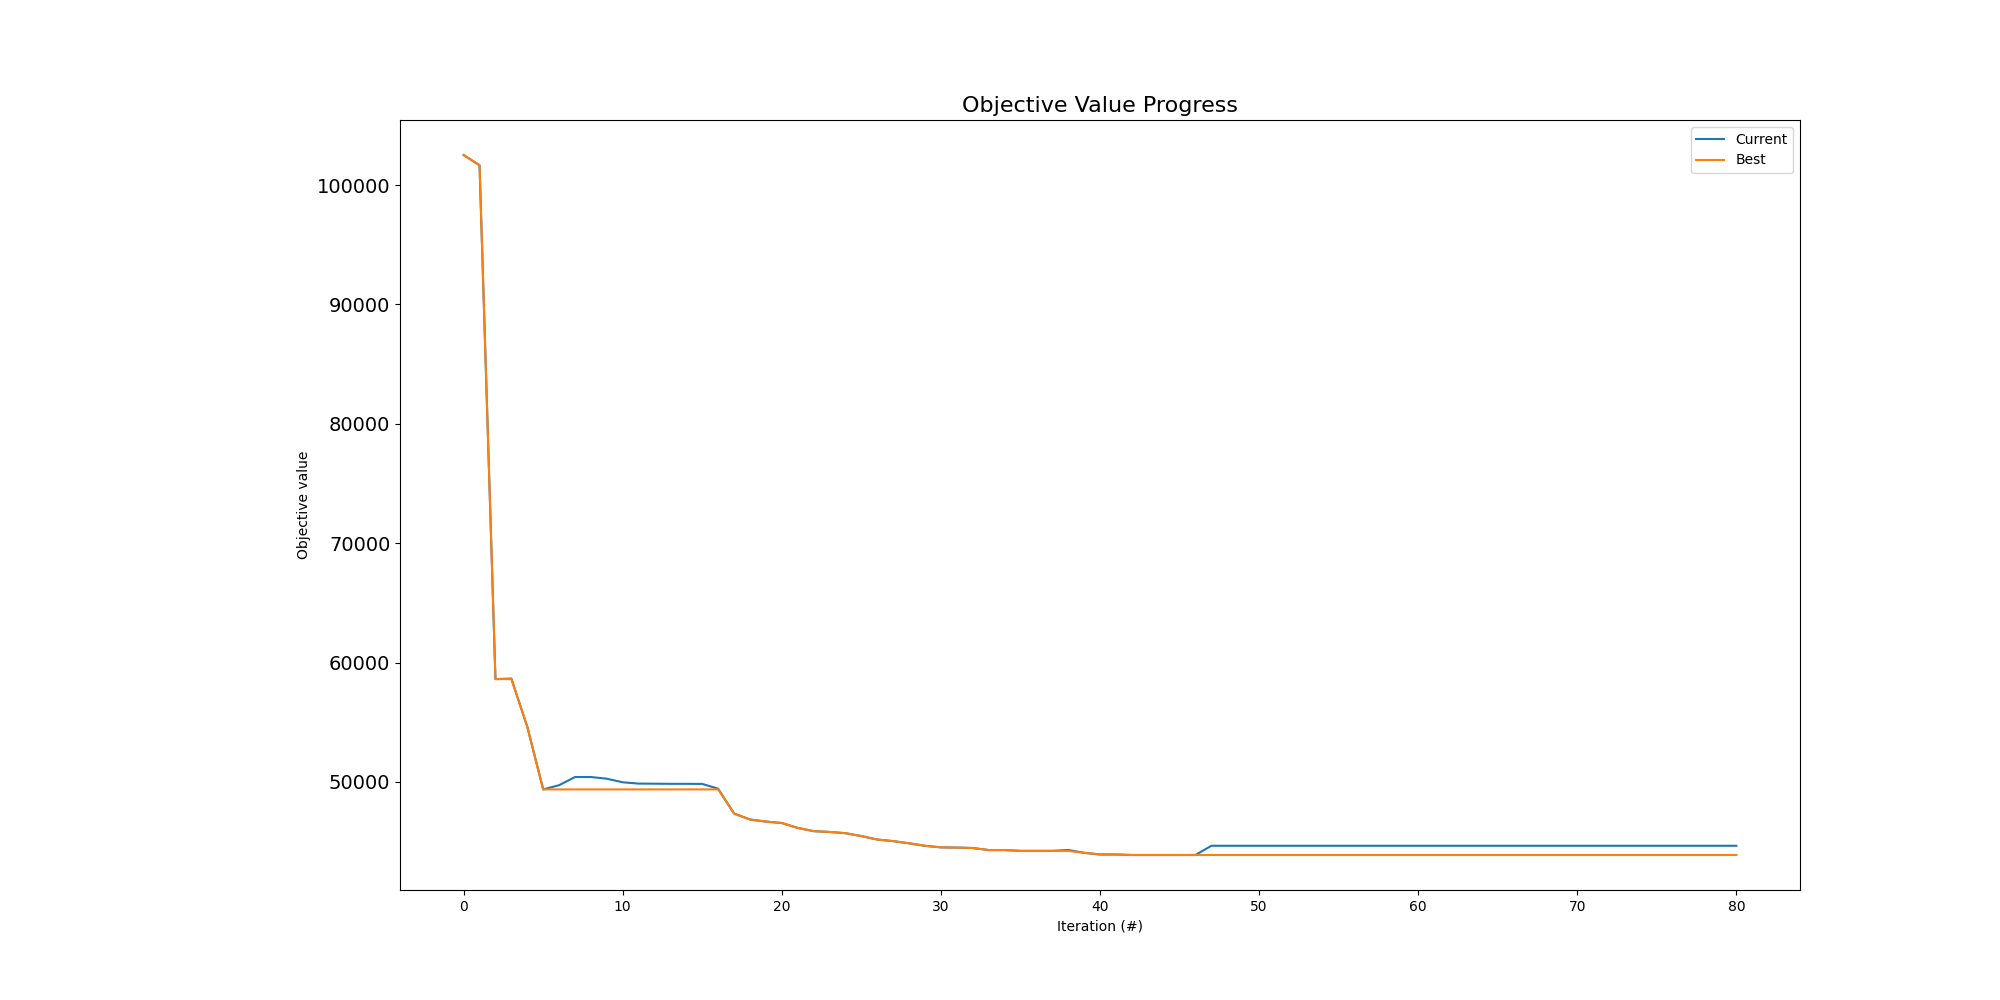 Objective Value Progress
Current
Best
100000
90000
80000
70000
60000
50000
Objective value
0 10 20 30 40 50 60 70 80
Iteration (#)